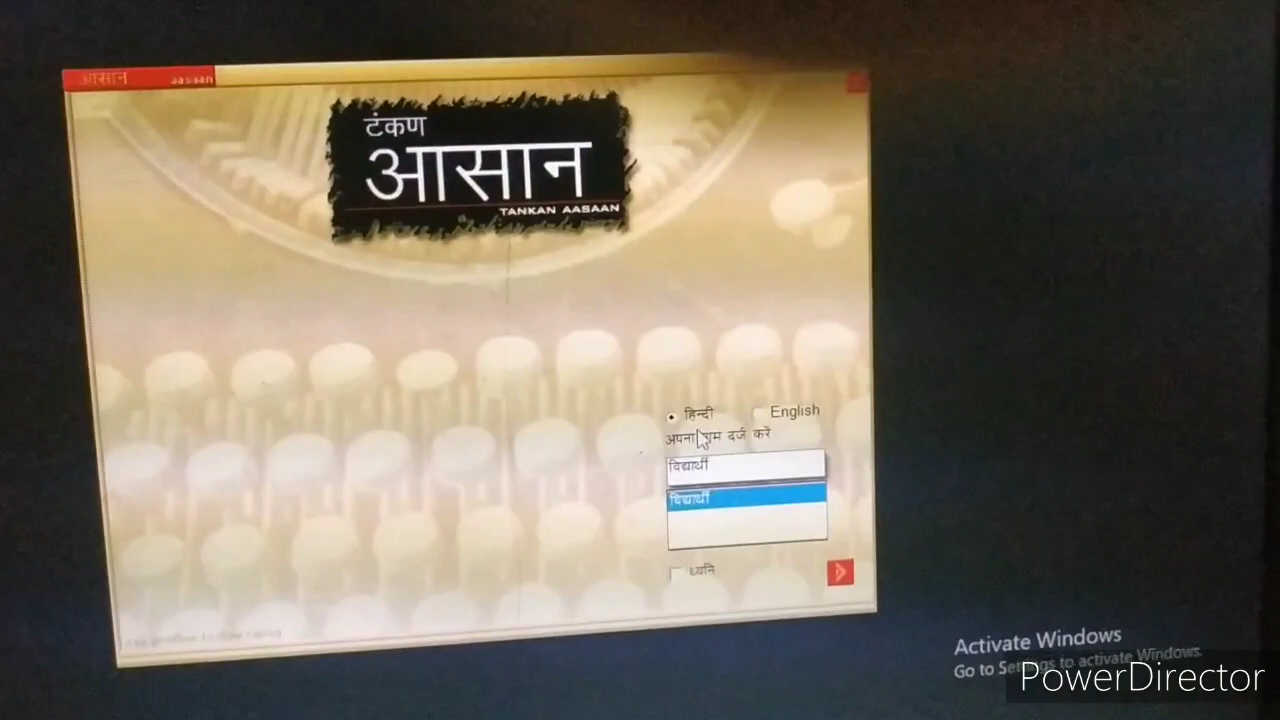 आसान aasaan
टंकण
आसान
TANKAN AASAAN
हिन्दी English
अपना नाम दर्ज करें
विद्यार्थी
विद्यार्थी
ध्वनि
Activate Windows
Go to Settings to activate Windows.
PowerDirector